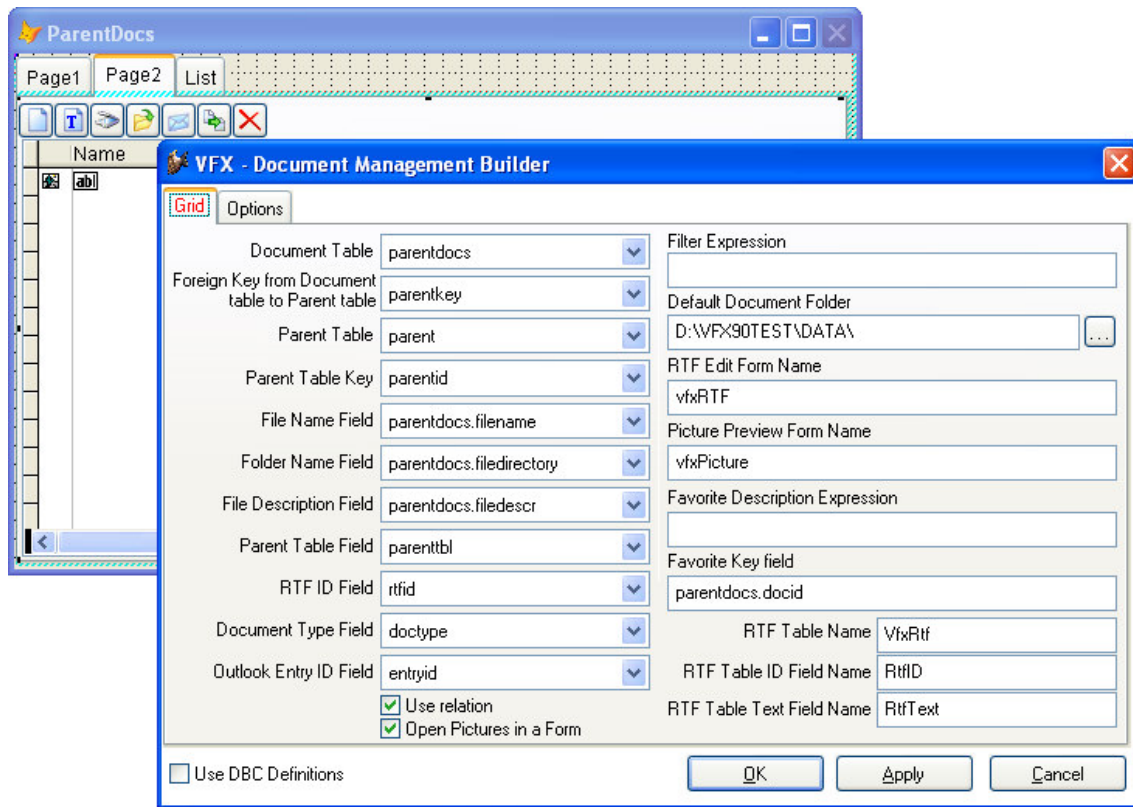 ParentDocs
Page1 Page2 List
T
Name
abl
VFX - Document Management Builder
Grid Options
Document Table parentdocs
Foreign Key from Document
table to Parent table parentkey
Parent Table parent
Parent Table Key parentid
File Name Field parentdocs.filename
Folder Name Field parentdocs.filedirectory
File Description Field parentdocs.filedescr
Parent Table Field parenttbl
RTF ID Field rtfid
Document Type Field doctype
Outlook Entry ID Field entryid
Use relation
Open Pictures in a Form
Filter Expression
Default Document Folder
D:\VFX90TEST\DATA\ ...
RTF Edit Form Name
vfxRTF
Picture Preview Form Name
vfxPicture
Favorite Description Expression
Favorite Key field
parentdocs.docid
RTF Table Name VfxRtf
RTF Table ID Field Name RtfID
RTF Table Text Field Name RtfText
Use DBC Definitions
OK Apply Cancel